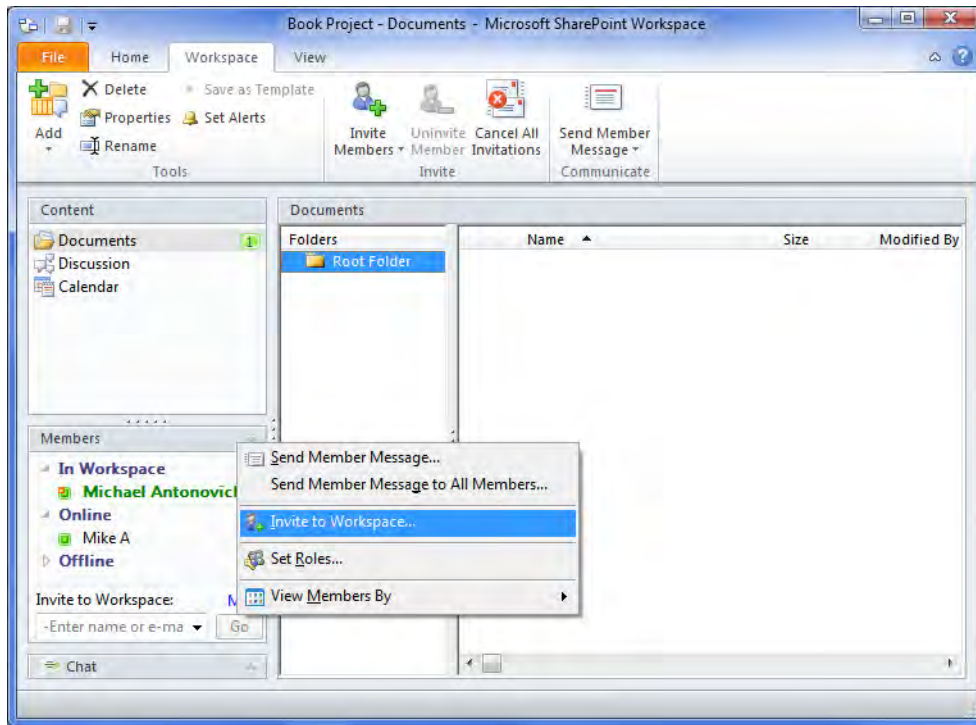 Book Project - Documents - Microsoft SharePoint Workspace
File Home Workspace View
Add
Delete
Properties
Rename
Save as Template
Set Alerts
Tools
Invite Members
Uninvite Member
Cancel All Invitations
Invite
Send Member Message
Communicate
Content
Documents 1
Discussion
Calendar
Documents
Folders
Root Folder
Name Size Modified By
Members
In Workspace
Michael Antonovich
Online
Mike A
Offline
Invite to Workspace:
-Enter name or e-ma Go
Chat
Send Member Message...
Send Member Message to All Members...
Invite to Workspace...
Set Roles...
View Members By